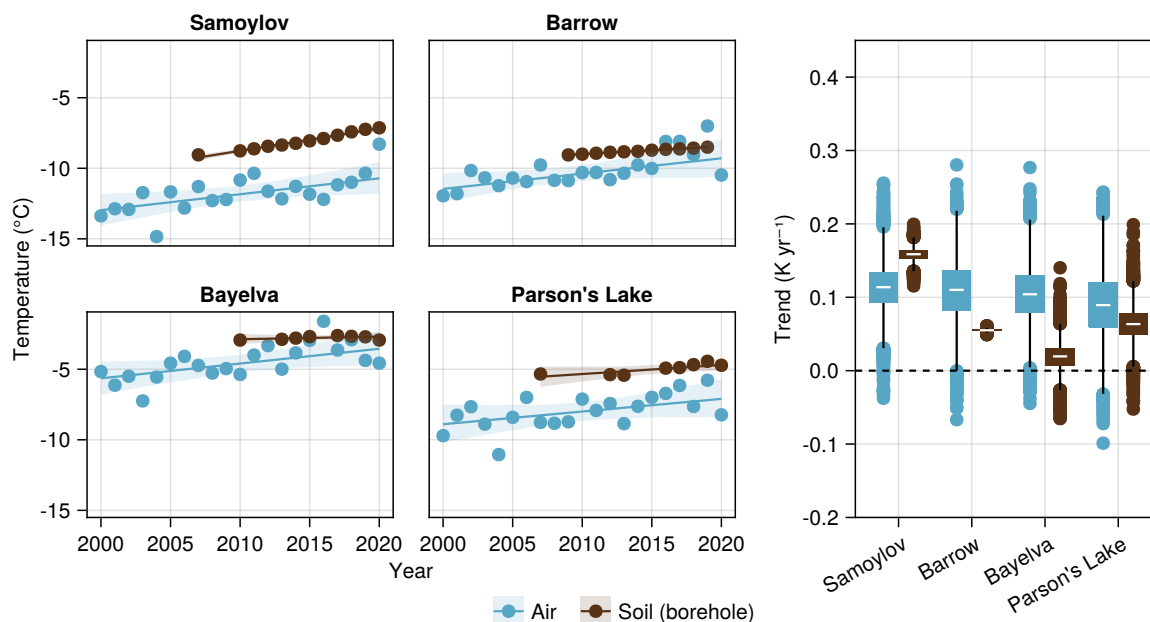 Samoylov
Barrow
Temperature (°C)
-5
-10
-15
Bayelva
Parson's Lake
-5
-10
-15
2000 2005 2010 2015 2020
2000 2005 2010 2015 2020
Year
Air
Soil (borehole)
Trend (K yr⁻¹)
0.4
0.3
0.2
0.1
0.0
-0.1
-0.2
Samoylov
Barrow
Bayelva
Parson's Lake